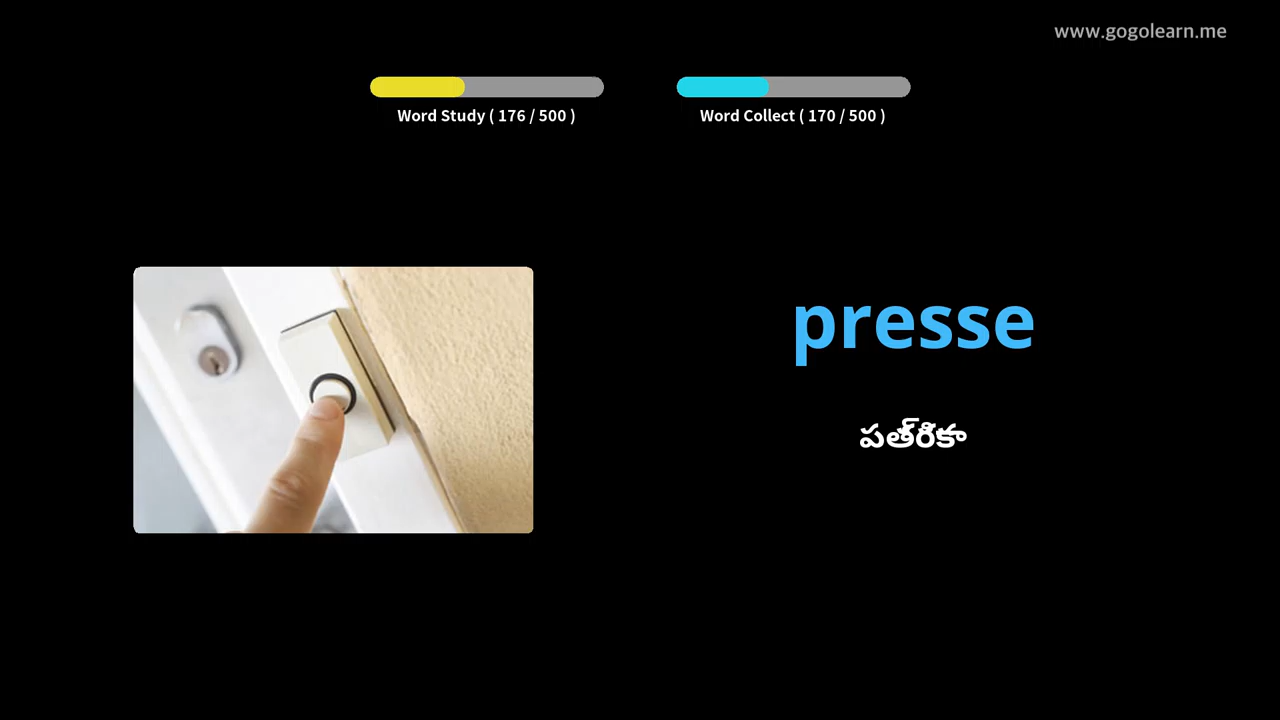 www.gogolearn.me
Word Study ( 176 / 500 )
Word Collect ( 170 / 500 )
presse
పత్రికా